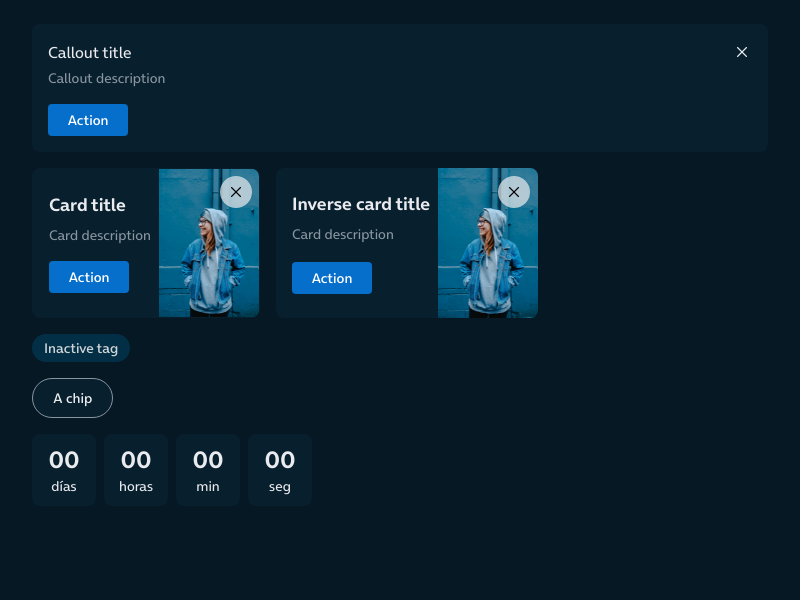 Callout title
Callout description
Action
Card title
Card description
Action
Inverse card title
Card description
Action
Inactive tag
A chip
00 00 00 00
días horas min seg